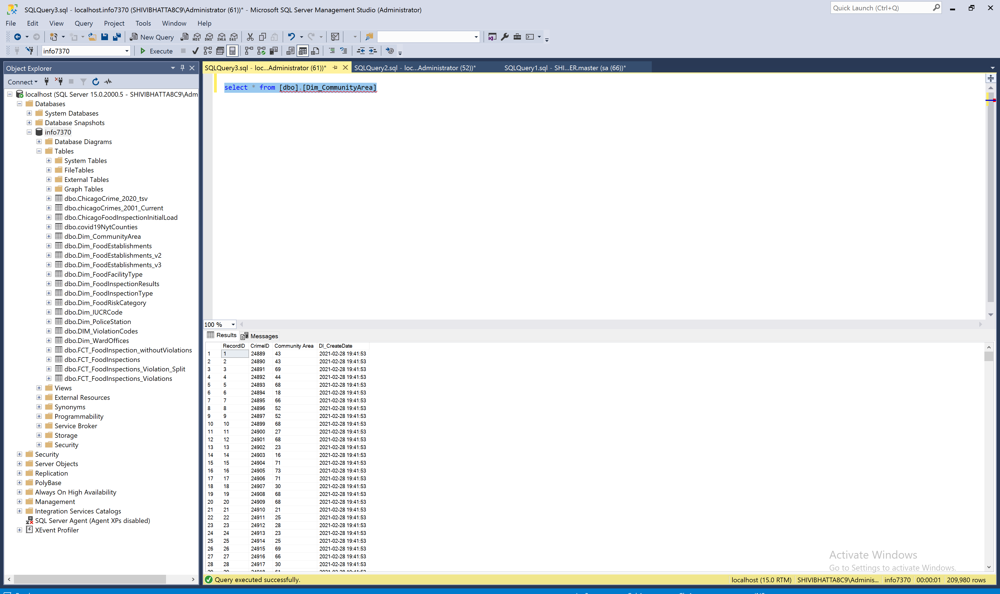 SQLQuery3.sql - localhost.info7370 (SHIVIBHATTA8C9\Administrator (61))* - Microsoft SQL Server Management Studio (Administrator)
Quick Launch (Ctrl+Q)
File Edit View Query Project Tools Window Help
New Query MDX DMX XMLA DAX
info7370 Execute
Object Explorer
SQLQuery3.sql - loc...Administrator (61))* SQLQuery2.sql - loc...Administrator (52))* SQLQuery1.sql - SHI...ER.master (sa (66))*
Connect
select * from [dbo].[Dim_CommunityArea]
localhost (SQL Server 15.0.2000.5 - SHIVIBHATTA8C9\Adm
Databases
System Databases
Database Snapshots
info7370
Database Diagrams
Tables
System Tables
FileTables
External Tables
Graph Tables
dbo.ChicagoCrime_2020_tsv
dbo.chicagoCrimes_2001_Current
dbo.ChicagoFoodInspectionInitialLoad
dbo.covid19NytCounties
dbo.Dim_CommunityArea
dbo.Dim_FoodEstablishments
dbo.Dim_FoodEstablishments_v2
dbo.Dim_FoodEstablishments_v3
dbo.Dim_FoodFacilityType
dbo.Dim_FoodInspectionResults
dbo.Dim_FoodInspectionType
dbo.Dim_FoodRiskCategory
dbo.Dim_IUCRCode
dbo.Dim_PoliceStation
dbo.DIM_ViolationCodes
dbo.Dim_WardOffices
dbo.FCT_FoodInspection_withoutViolations
dbo.FCT_FoodInspections
dbo.FCT_FoodInspections_Violation_Split
dbo.FCT_FoodInspections_Violations
Views
External Resources
Synonyms
Programmability
Service Broker
Storage
Security
Security
Server Objects
Replication
PolyBase
Always On High Availability
Management
Integration Services Catalogs
SQL Server Agent (Agent XPs disabled)
XEvent Profiler
100 %
Results Messages
RecordID CrimeID Community Area DI_CreateDate
1 1 24889 43 2021-02-28 19:41:53
2 2 24890 43 2021-02-28 19:41:53
3 3 24891 69 2021-02-28 19:41:53
4 4 24892 44 2021-02-28 19:41:53
5 5 24893 68 2021-02-28 19:41:53
6 6 24894 18 2021-02-28 19:41:53
7 7 24895 66 2021-02-28 19:41:53
8 8 24896 52 2021-02-28 19:41:53
9 9 24897 52 2021-02-28 19:41:53
10 10 24899 68 2021-02-28 19:41:53
11 11 24900 27 2021-02-28 19:41:53
12 12 24901 68 2021-02-28 19:41:53
13 13 24902 23 2021-02-28 19:41:53
14 14 24903 16 2021-02-28 19:41:53
15 15 24904 71 2021-02-28 19:41:53
16 16 24905 73 2021-02-28 19:41:53
17 17 24906 71 2021-02-28 19:41:53
18 18 24907 30 2021-02-28 19:41:53
19 19 24908 68 2021-02-28 19:41:53
20 20 24909 68 2021-02-28 19:41:53
21 21 24910 21 2021-02-28 19:41:53
22 22 24911 25 2021-02-28 19:41:53
23 23 24912 28 2021-02-28 19:41:53
24 24 24913 23 2021-02-28 19:41:53
25 25 24914 25 2021-02-28 19:41:53
26 26 24915 69 2021-02-28 19:41:53
27 27 24916 66 2021-02-28 19:41:53
28 28 24917 30 2021-02-28 19:41:53
Activate Windows
Go to Settings to activate Windows.
Query executed successfully. localhost (15.0 RTM) SHIVIBHATTA8C9\Adminis... info7370 00:00:01 209,980 rows